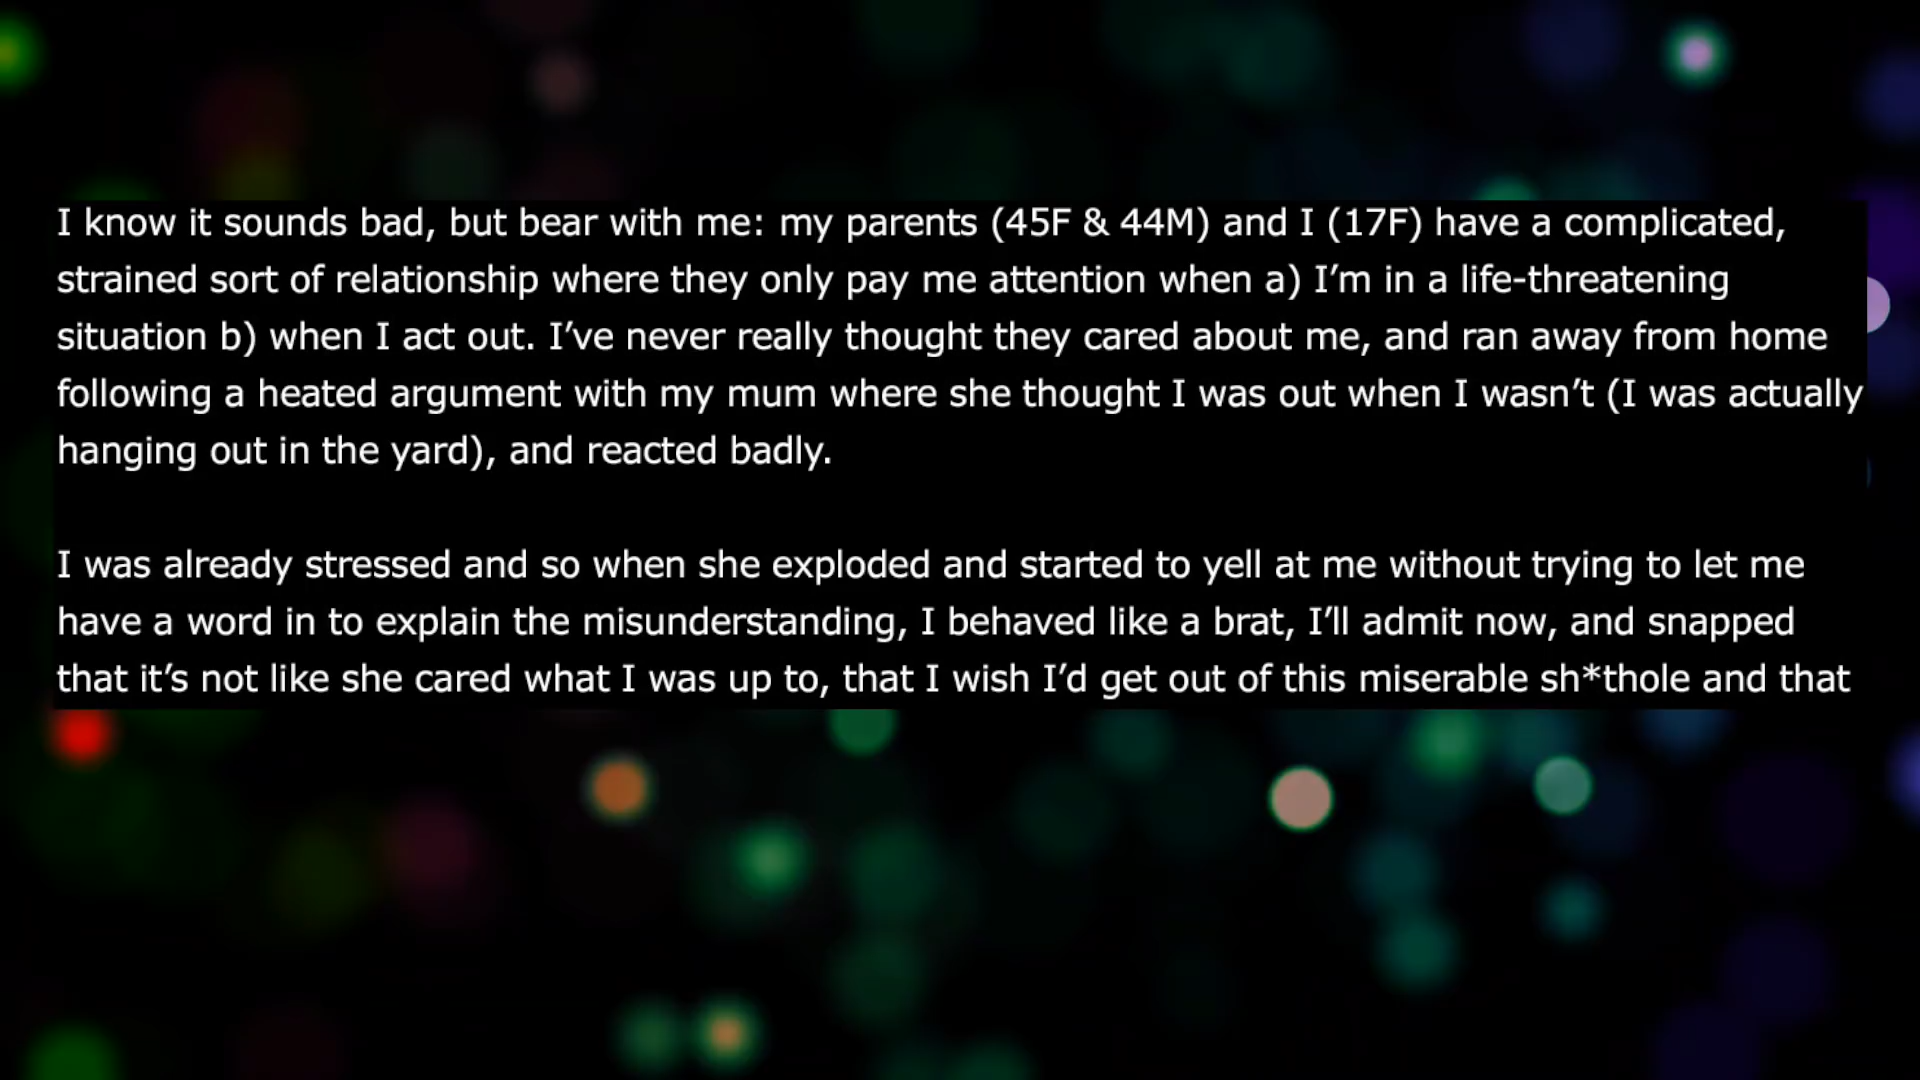 I know it sounds bad, but bear with me: my parents (45F & 44M) and I (17F) have a complicated,
strained sort of relationship where they only pay me attention when a) I’m in a life-threatening
situation b) when I act out. I’ve never really thought they cared about me, and ran away from home
following a heated argument with my mum where she thought I was out when I wasn’t (I was actually
hanging out in the yard), and reacted badly.
I was already stressed and so when she exploded and started to yell at me without trying to let me
have a word in to explain the misunderstanding, I behaved like a brat, I’ll admit now, and snapped
that it’s not like she cared what I was up to, that I wish I’d get out of this miserable sh*thole and that